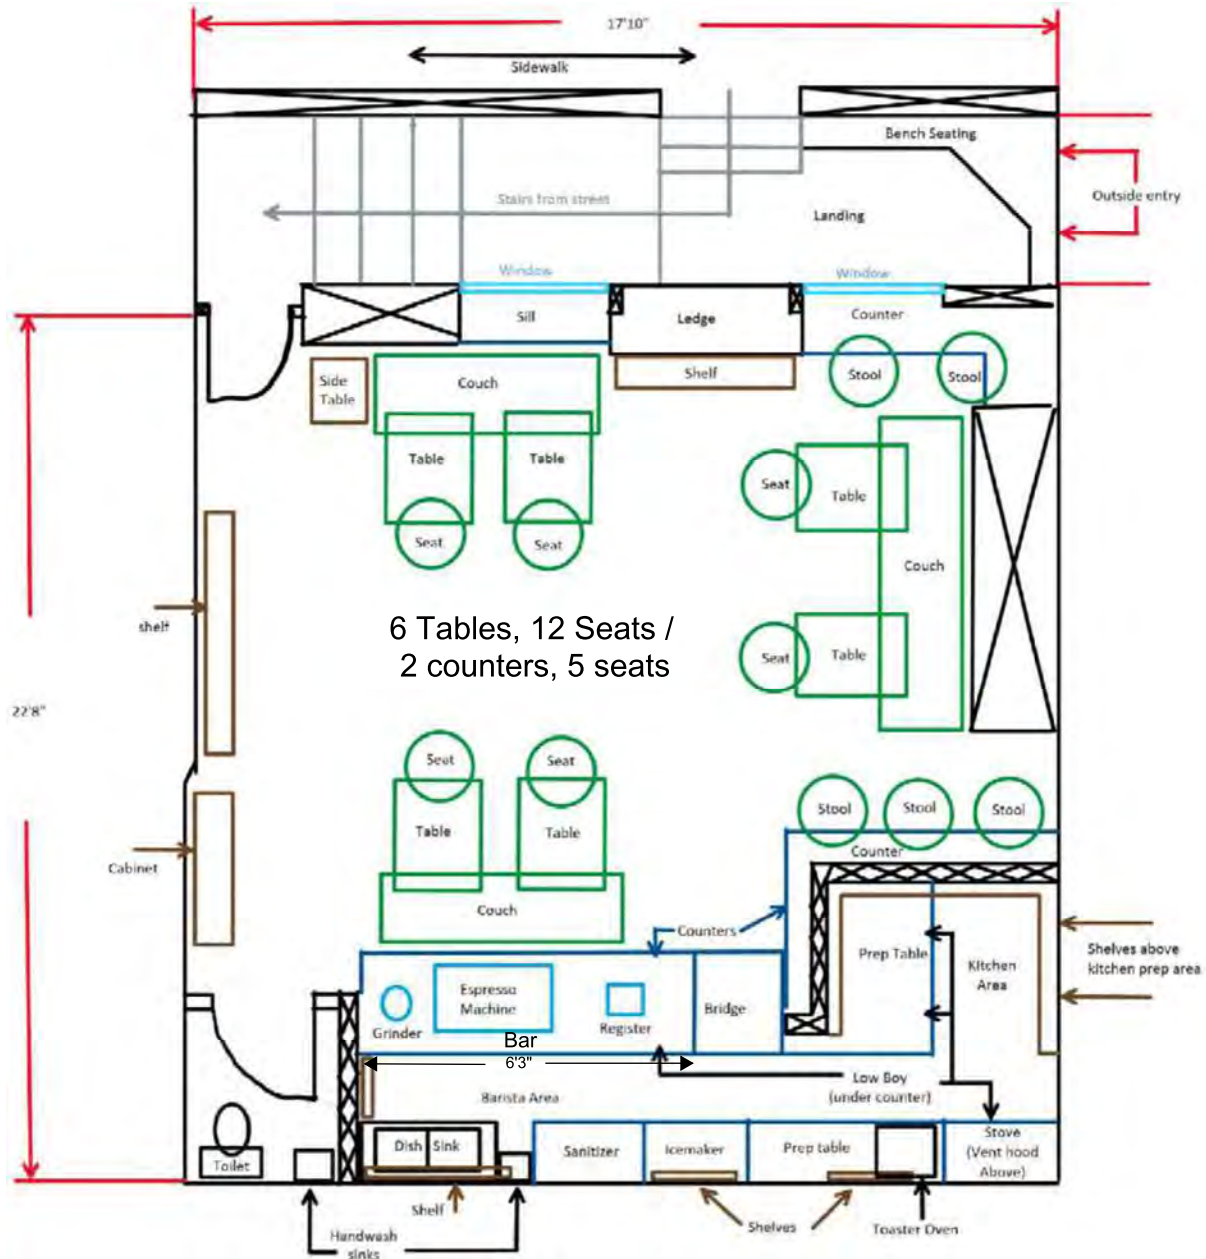 17'10"
Sidewalk
Bench Seating
Outside entry
Stairs from street
Landing
Window
Window
Sill
Ledge
Counter
Side
Table
Couch
Shelf
Stool
Stool
Table
Table
Seat
Table
Seat
Seat
Couch
shelf
6 Tables, 12 Seats /
2 counters, 5 seats
Seat
Table
22'8"
Seat
Seat
Stool
Stool
Stool
Table
Table
Counter
Cabinet
Couch
Counters
Prep Table
Kitchen
Area
Shelves above
kitchen prep area
Espresso
Machine
Grinder
Register
Bridge
Bar
6'3"
Low Boy
(under counter)
Barista Area
Toilet
Dish Sink
Sanitizer
Icemaker
Prep table
Stove
(Vent hood
Above)
Shelf
Shelves
Toaster Oven
Handwash
sinks